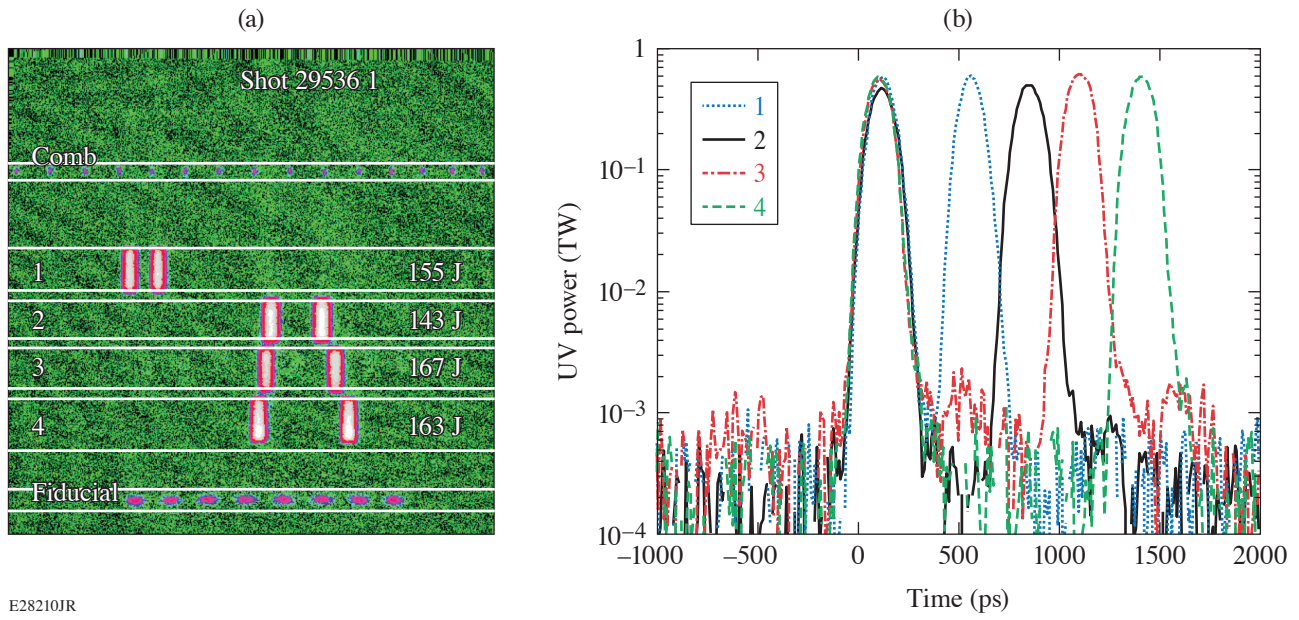 (a)
Shot 29536 1
Comb
1
155 J
2
143 J
3
167 J
4
163 J
Fiducial
E28210JR
(b)
1
10–1
10–2
10–3
10–4
UV power (TW)
1
2
3
4
–1000
–500
0
500
1000
1500
2000
Time (ps)